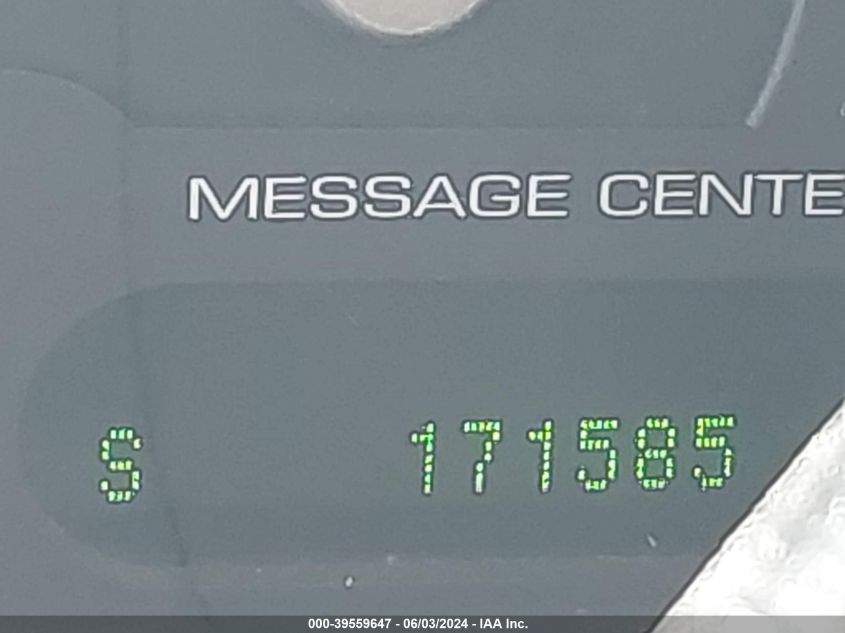 MESSAGE CENTE
S 171585
000-39559647 - 06/03/2024 - IAA Inc.